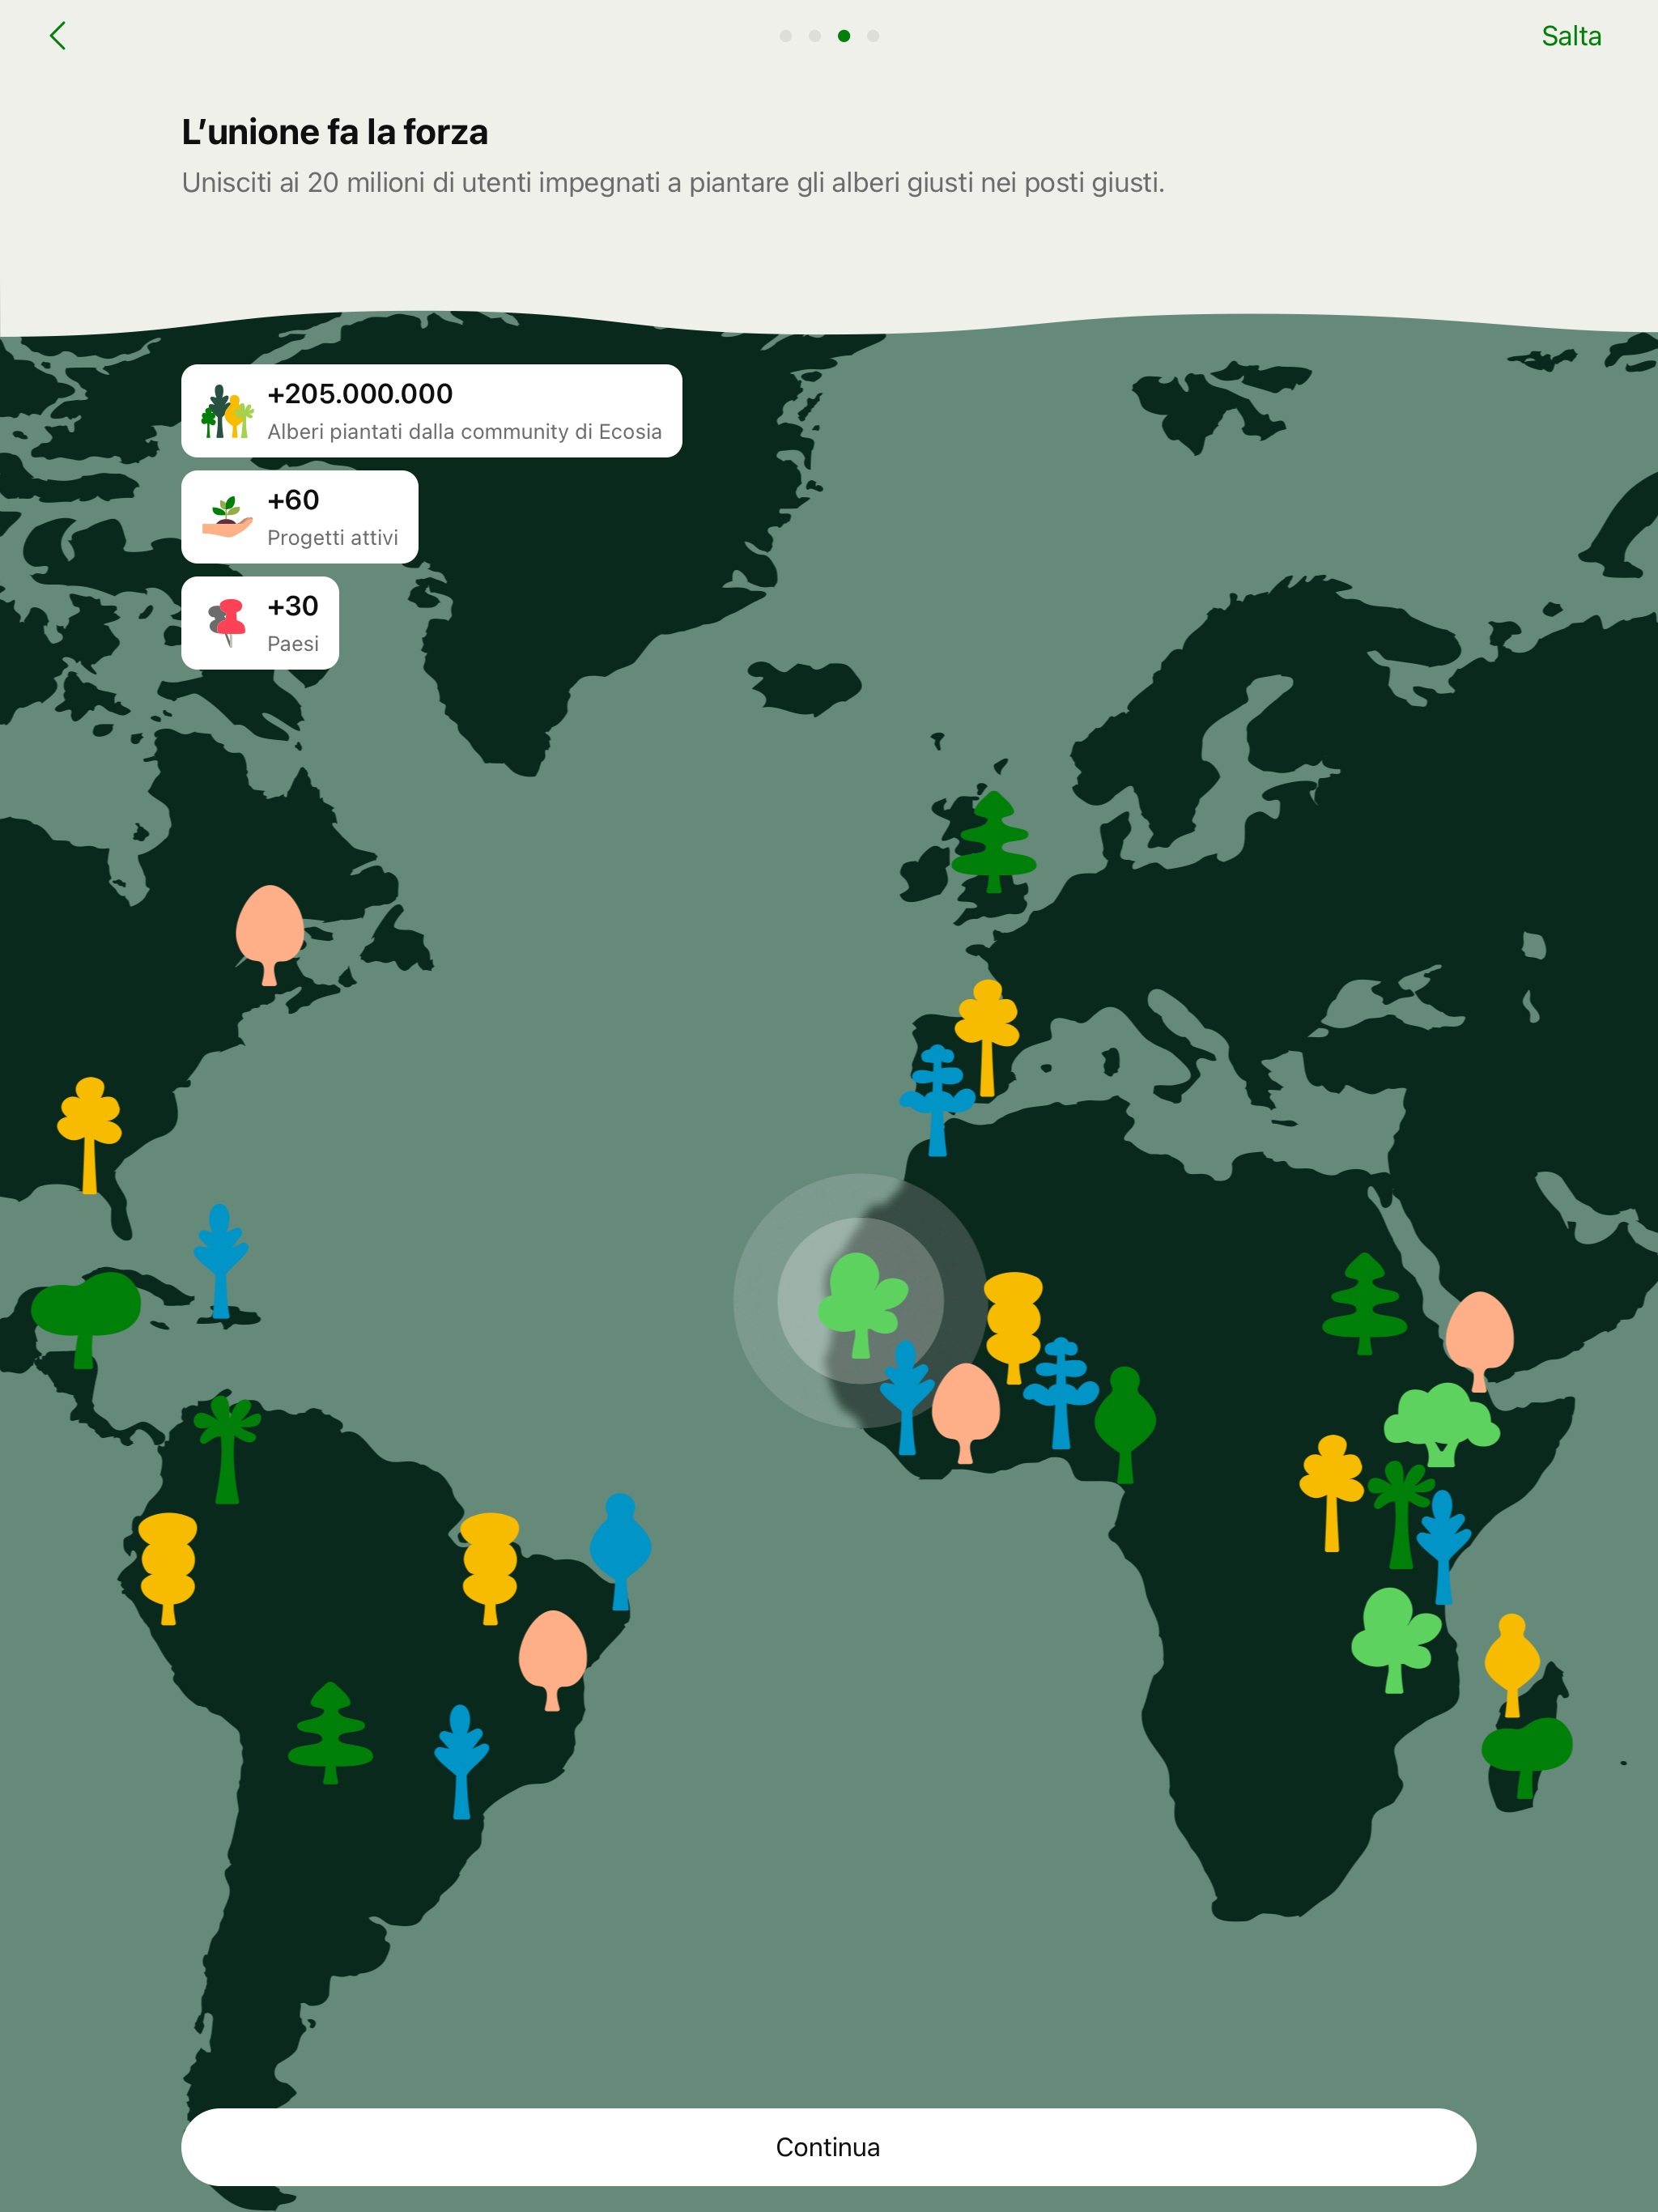 Salta
L’unione fa la forza
Unisciti ai 20 milioni di utenti impegnati a piantare gli alberi giusti nei posti giusti.
+205.000.000
Alberi piantati dalla community di Ecosia
+60
Progetti attivi
+30
Paesi
Continua